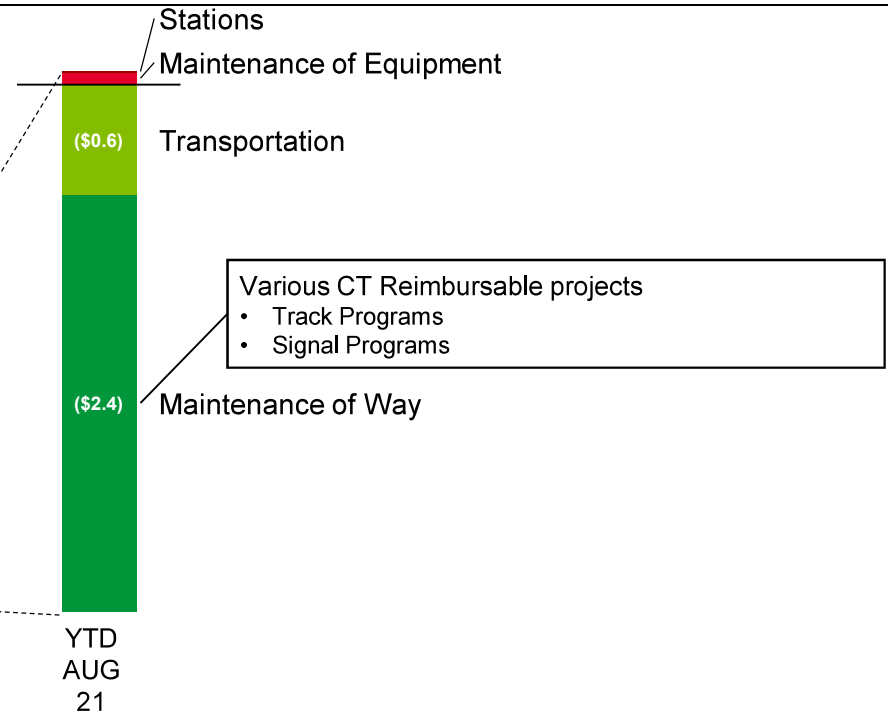 Stations
Maintenance of Equipment
($0.6)
Transportation
Various CT Reimbursable projects
• Track Programs
• Signal Programs
($2.4)
Maintenance of Way
YTD
AUG
21